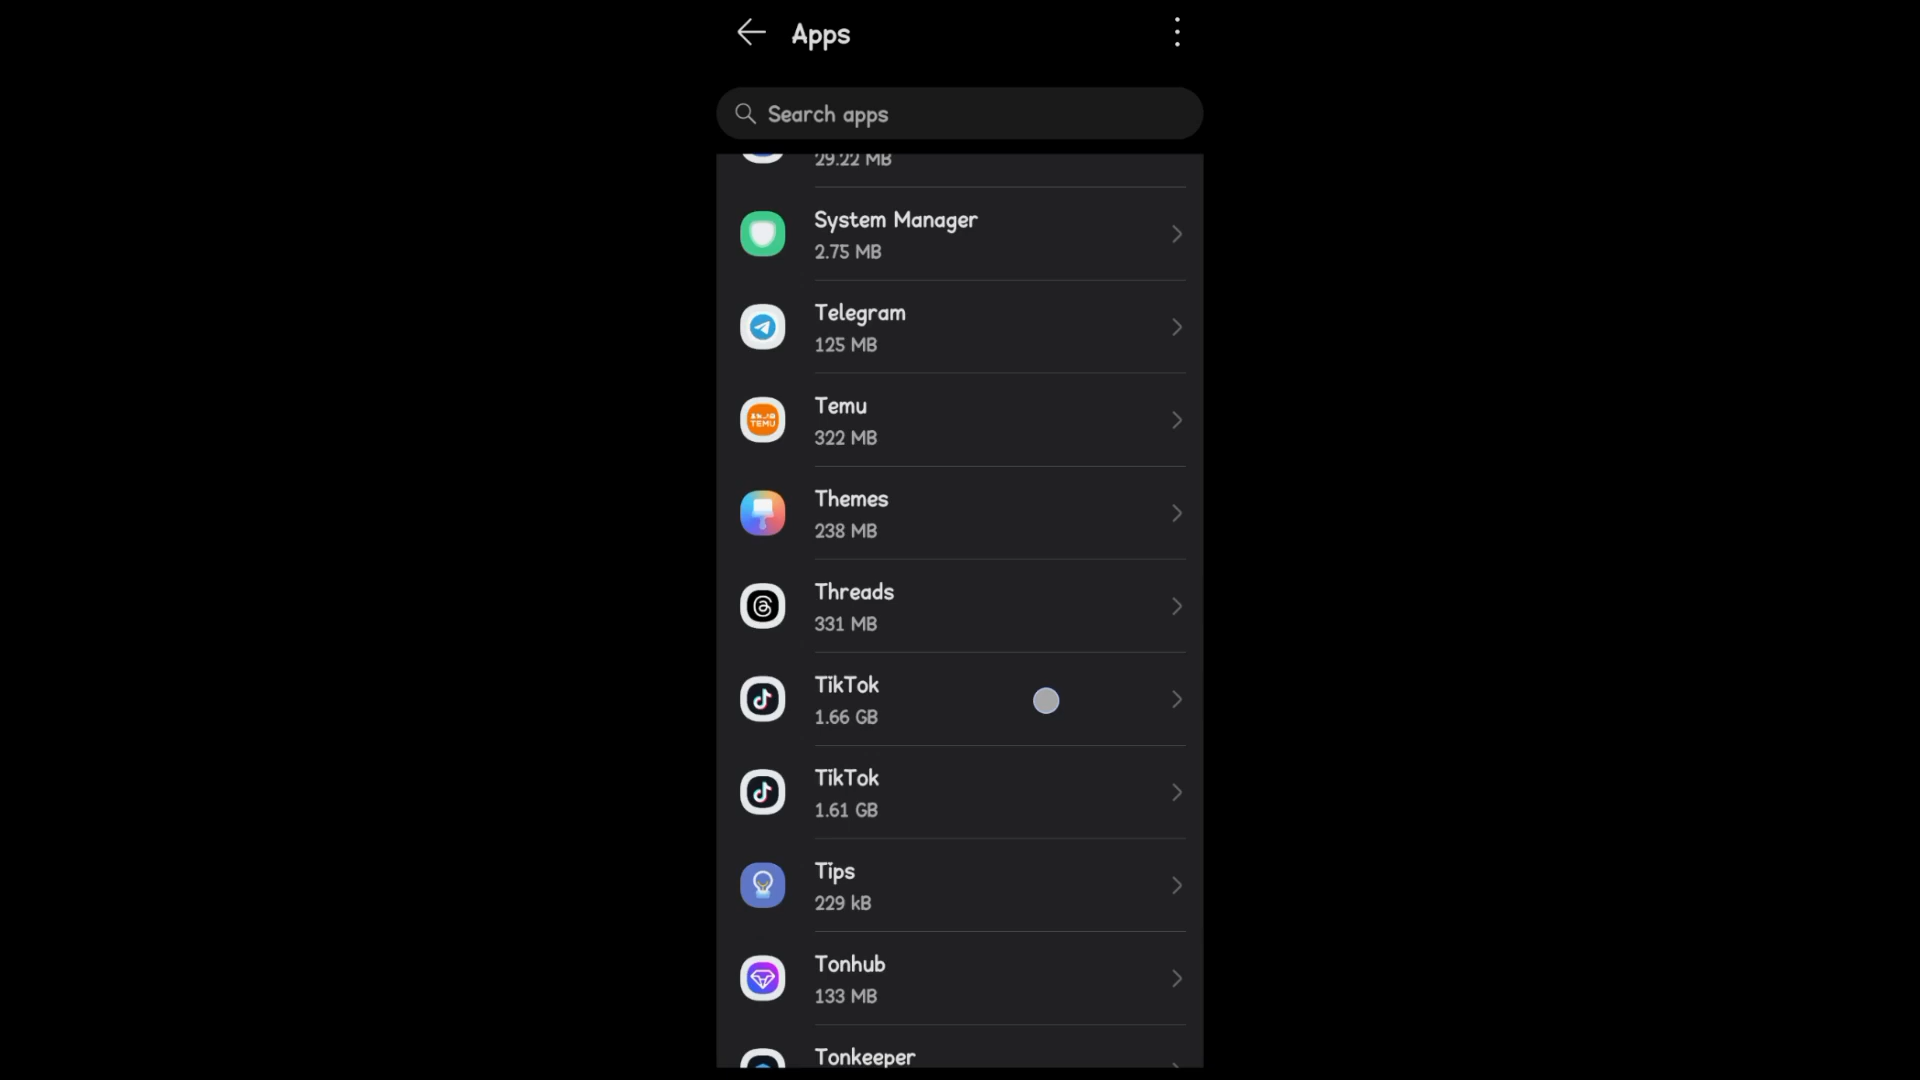 Apps
Search apps
29.22 MB
System Manager
2.75 MB
Telegram
125 MB
Temu
322 MB
TEMU
Themes
238 MB
Threads
331 MB
TikTok
1.66 GB
TikTok
1.61 GB
Tips
229 kB
Tonhub
133 MB
Tonkeeper